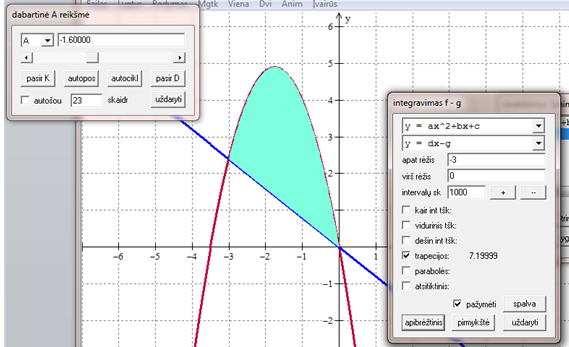 dabartinė A reikšmė
A -1.60000
pasir K autopos autocikl pasir D
autošou 23 skaidr uždaryti
Viena Dvi Anim Įvairūs
y
6
5
4
3
2
1
-6 -5 -4 -3 -2 -1 1
-1
-2
integravimas f - g
y = ax^2+bx+c
y = dx-g
apat rėžis -3
virš rėžis 0
intervalų sk 1000 + --
kair int tšk:
vidurinis tšk:
dešin int tšk:
trapecijos: 7.19999
parabolės:
atsitiktinis:
pažymėti spalva
apibrėžtinis pirmykštė uždaryti